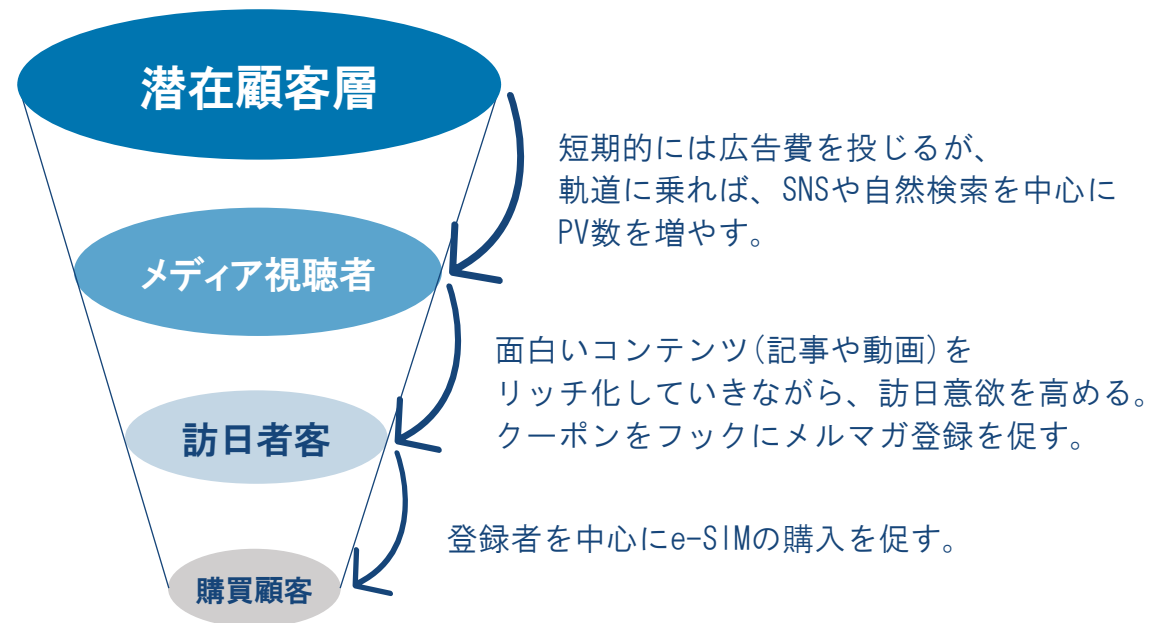 潜在顧客層
短期的には広告費を投じるが、
軌道に乗れば、SNSや自然検索を中心に
PV数を増やす。
メディア視聴者
面白いコンテンツ(記事や動画)を
リッチ化していきながら、訪日意欲を高める。
クーポンをフックにメルマガ登録を促す。
訪日者客
登録者を中心にe-SIMの購入を促す。
購買顧客